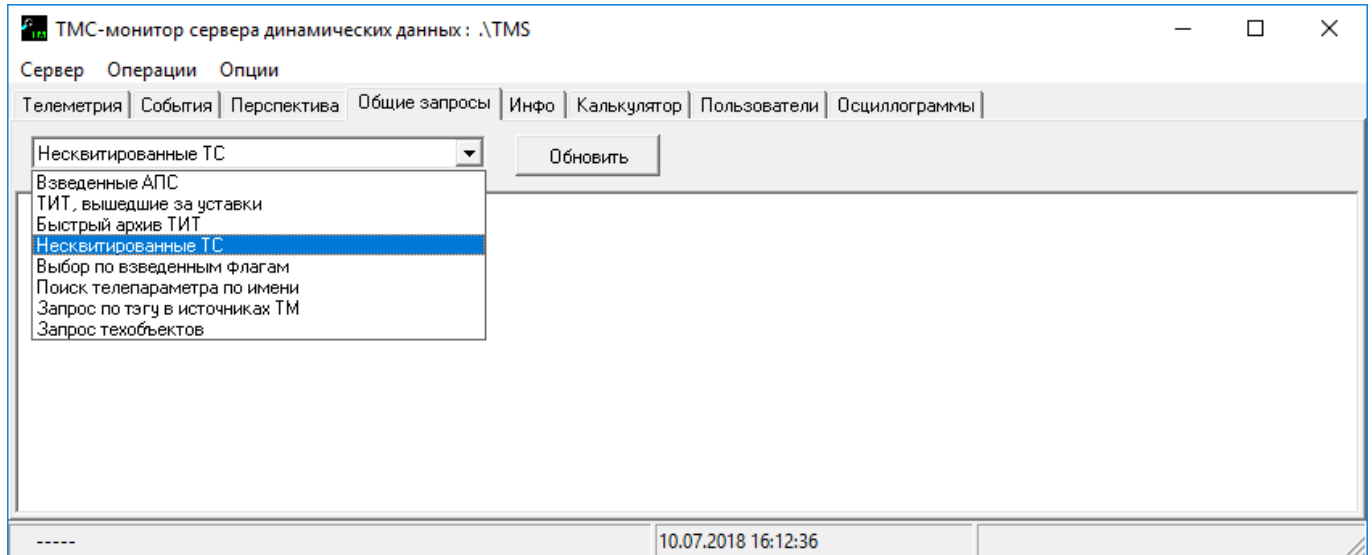 ТМС-монитор сервера динамических данных : .\TMS
Сервер Операции Опции
Телеметрия События Перспектива Общие запросы Инфо Калькулятор Пользователи Осциллограммы
Несквитированные ТС Обновить
Взведенные АПС
ТИТ, вышедшие за уставки
Быстрый архив ТИТ
Несквитированные ТС
Выбор по взведенным флагам
Поиск телепараметра по имени
Запрос по тэгу в источниках ТМ
Запрос техобъектов
----- 10.07.2018 16:12:36